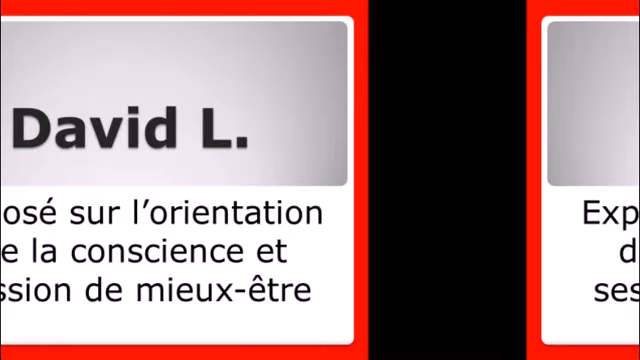 David L.
osé sur l’orientation
e la conscience et
ssion de mieux-être
Exp
d
ses